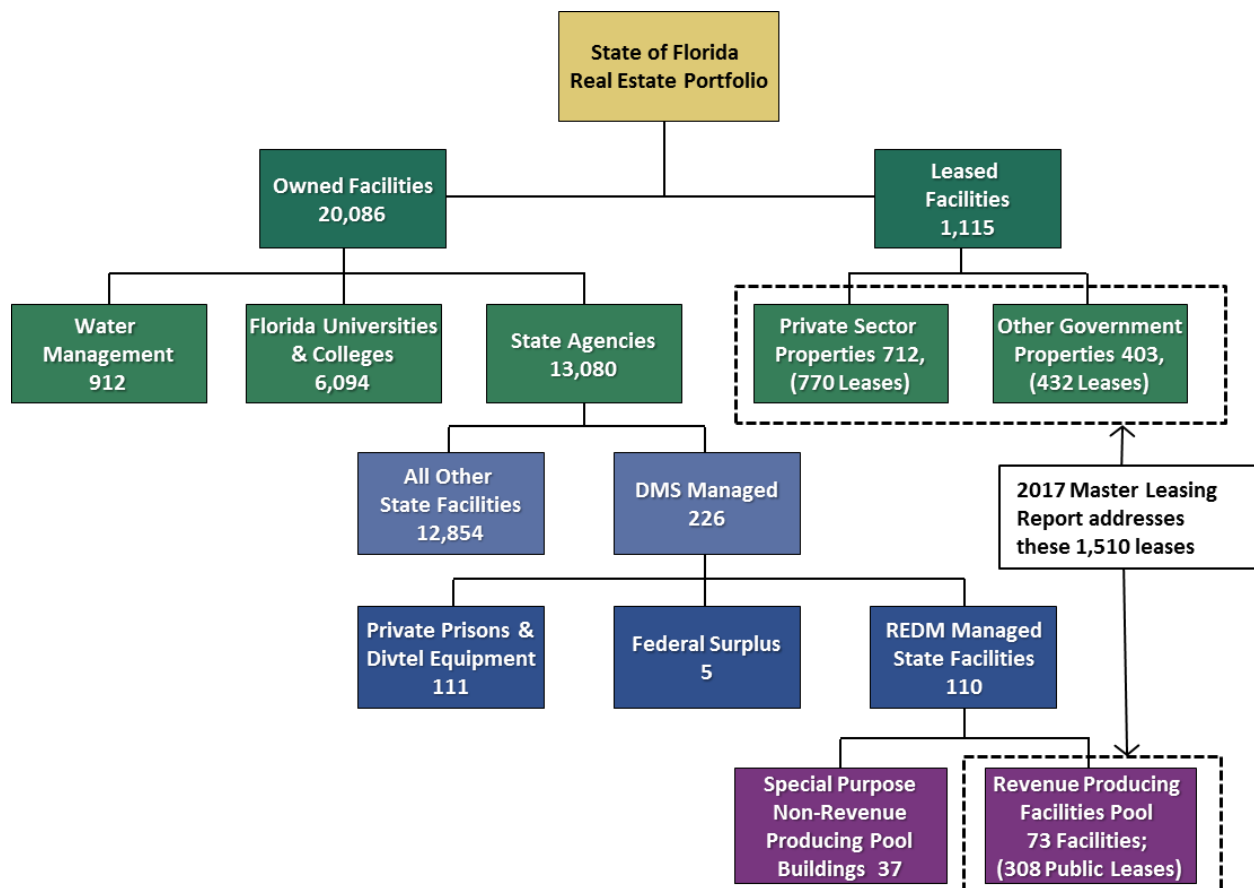 State of Florida
Real Estate Portfolio
Owned Facilities
20,086
Leased
Facilities
1,115
Water
Management
912
Florida Universities
& Colleges
6,094
State Agencies
13,080
Private Sector
Properties 712,
(770 Leases)
Other Government
Properties 403,
(432 Leases)
All Other
State Facilities
12,854
DMS Managed
226
2017 Master Leasing
Report addresses
these 1,510 leases
Private Prisons &
Divtel Equipment
111
Federal Surplus
5
REDM Managed
State Facilities
110
Special Purpose
Non-Revenue
Producing Pool
Buildings 37
Revenue Producing
Facilities Pool
73 Facilities;
(308 Public Leases)